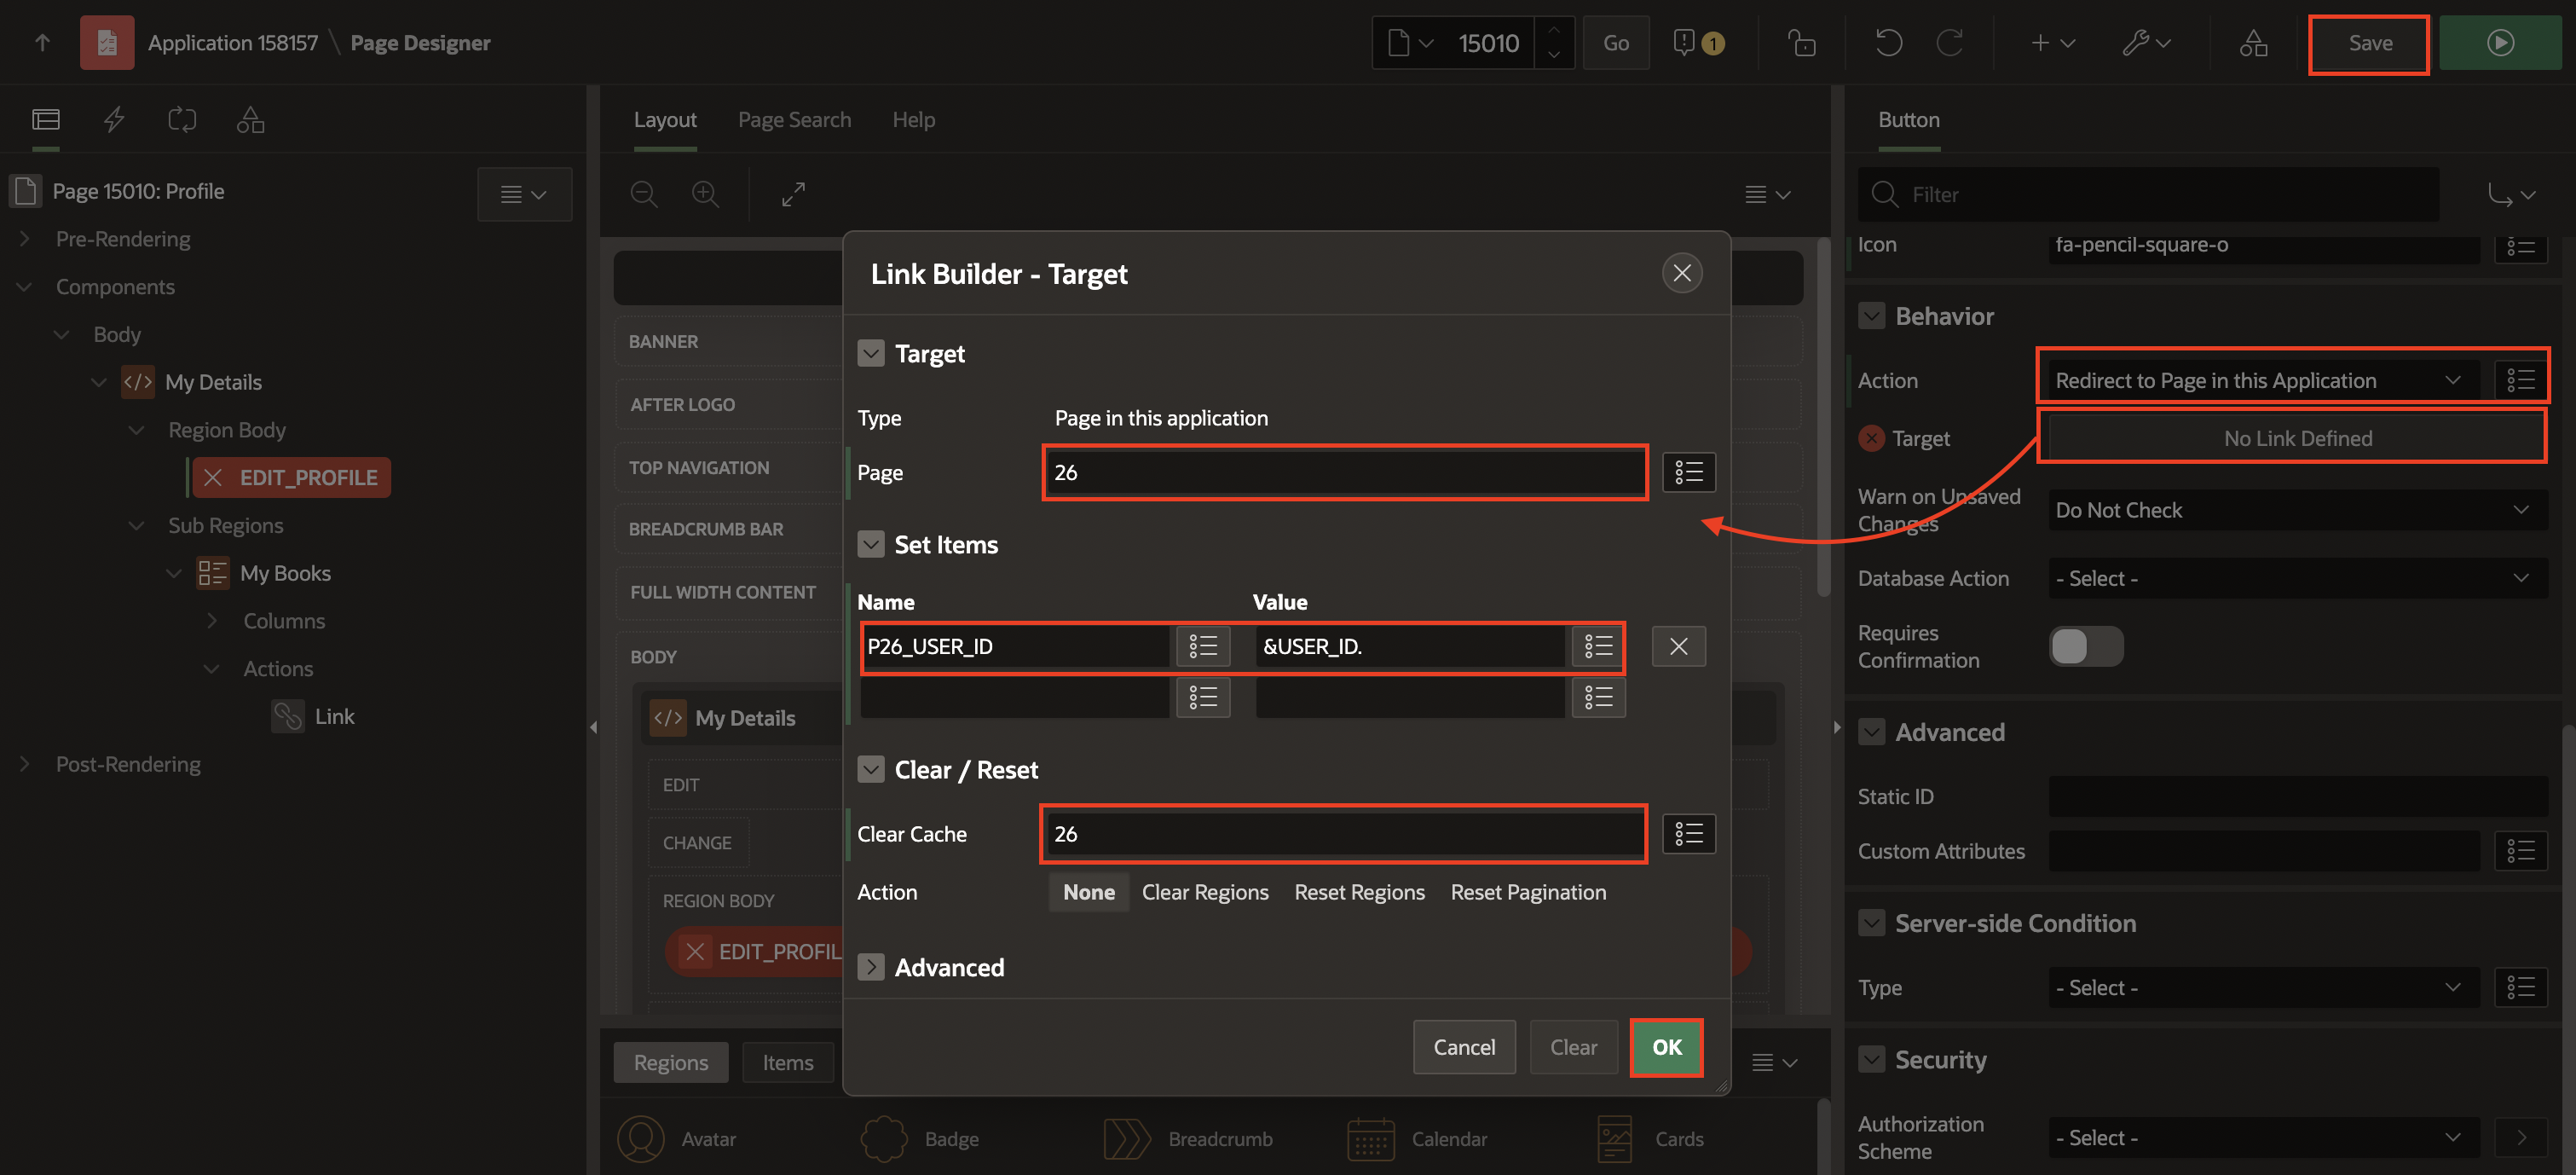 Application 158157 \ Page Designer
15010
Go
1
Save
Layout
Page Search
Help
Button
Page 15010: Profile
Pre-Rendering
Components
Body
My Details
Region Body
EDIT_PROFILE
Sub Regions
My Books
Columns
Actions
Link
Post-Rendering
BANNER
AFTER LOGO
TOP NAVIGATION
BREADCRUMB BAR
FULL WIDTH CONTENT
BODY
My Details
EDIT
CHANGE
REGION BODY
EDIT_PROFIL
Regions
Items
Avatar
Badge
Breadcrumb
Calendar
Cards
Link Builder - Target
Target
Type
Page in this application
Page
26
Set Items
Name
Value
P26_USER_ID
&USER_ID.
Clear / Reset
Clear Cache
26
Action
None
Clear Regions
Reset Regions
Reset Pagination
Advanced
Cancel
Clear
OK
Filter
Icon
fa-pencil-square-o
Behavior
Action
Redirect to Page in this Application
Target
No Link Defined
Warn on Unsaved
Changes
Do Not Check
Database Action
- Select -
Requires
Confirmation
Advanced
Static ID
Custom Attributes
Server-side Condition
Type
- Select -
Security
Authorization
Scheme
- Select -